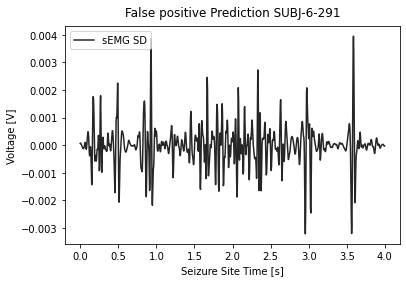 False positive Prediction SUBJ-6-291
sEMG SD
Voltage [V]
0.004
0.003
0.002
0.001
0.000
−0.001
−0.002
−0.003
0.0 0.5 1.0 1.5 2.0 2.5 3.0 3.5 4.0
Seizure Site Time [s]